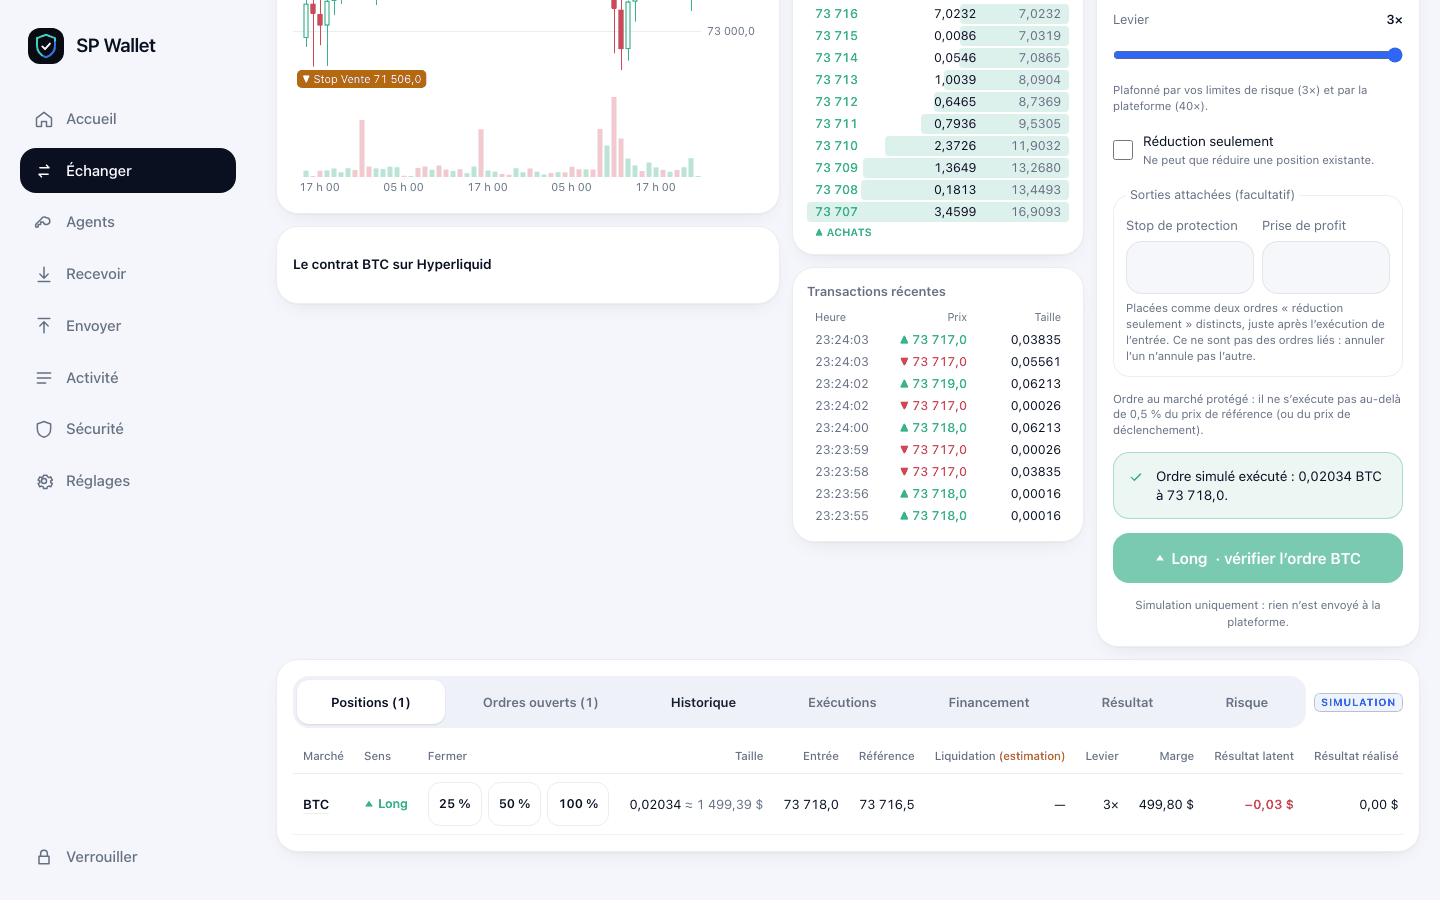 SP Wallet
Accueil
Échanger
Agents
Recevoir
Envoyer
Activité
Sécurité
Réglages
Verrouiller
73 000,0
▼ Stop Vente 71 506,0
17 h 00 05 h 00 17 h 00 05 h 00 17 h 00
Le contrat BTC sur Hyperliquid
73 716 7,0232 7,0232
73 715 0,0086 7,0319
73 714 0,0546 7,0865
73 713 1,0039 8,0904
73 712 0,6465 8,7369
73 711 0,7936 9,5305
73 710 2,3726 11,9032
73 709 1,3649 13,2680
73 708 0,1813 13,4493
73 707 3,4599 16,9093
▲ ACHATS
Transactions récentes
Heure Prix Taille
23:24:03 ▲ 73 717,0 0,03835
23:24:03 ▼ 73 717,0 0,05561
23:24:02 ▲ 73 719,0 0,06213
23:24:02 ▼ 73 717,0 0,00026
23:24:00 ▲ 73 718,0 0,06213
23:23:59 ▼ 73 717,0 0,00026
23:23:58 ▼ 73 717,0 0,03835
23:23:56 ▲ 73 718,0 0,00016
23:23:55 ▲ 73 718,0 0,00016
Levier 3×
Plafonné par vos limites de risque (3×) et par la
plateforme (40×).
Réduction seulement
Ne peut que réduire une position existante.
Sorties attachées (facultatif)
Stop de protection Prise de profit
Placées comme deux ordres « réduction
seulement » distincts, juste après l’exécution de
l’entrée. Ce ne sont pas des ordres liés : annuler
l’un n’annule pas l’autre.
Ordre au marché protégé : il ne s’exécute pas au-delà
de 0,5 % du prix de référence (ou du prix de
déclenchement).
Ordre simulé exécuté : 0,02034 BTC
à 73 718,0.
▲ Long · vérifier l’ordre BTC
Simulation uniquement : rien n’est envoyé à la
plateforme.
Positions (1) Ordres ouverts (1) Historique Exécutions Financement Résultat Risque SIMULATION
Marché Sens Fermer Taille Entrée Référence Liquidation (estimation) Levier Marge Résultat latent Résultat réalisé
BTC ▲ Long 25 % 50 % 100 % 0,02034 ≈ 1 499,39 $ 73 718,0 73 716,5 — 3× 499,80 $ −0,03 $ 0,00 $